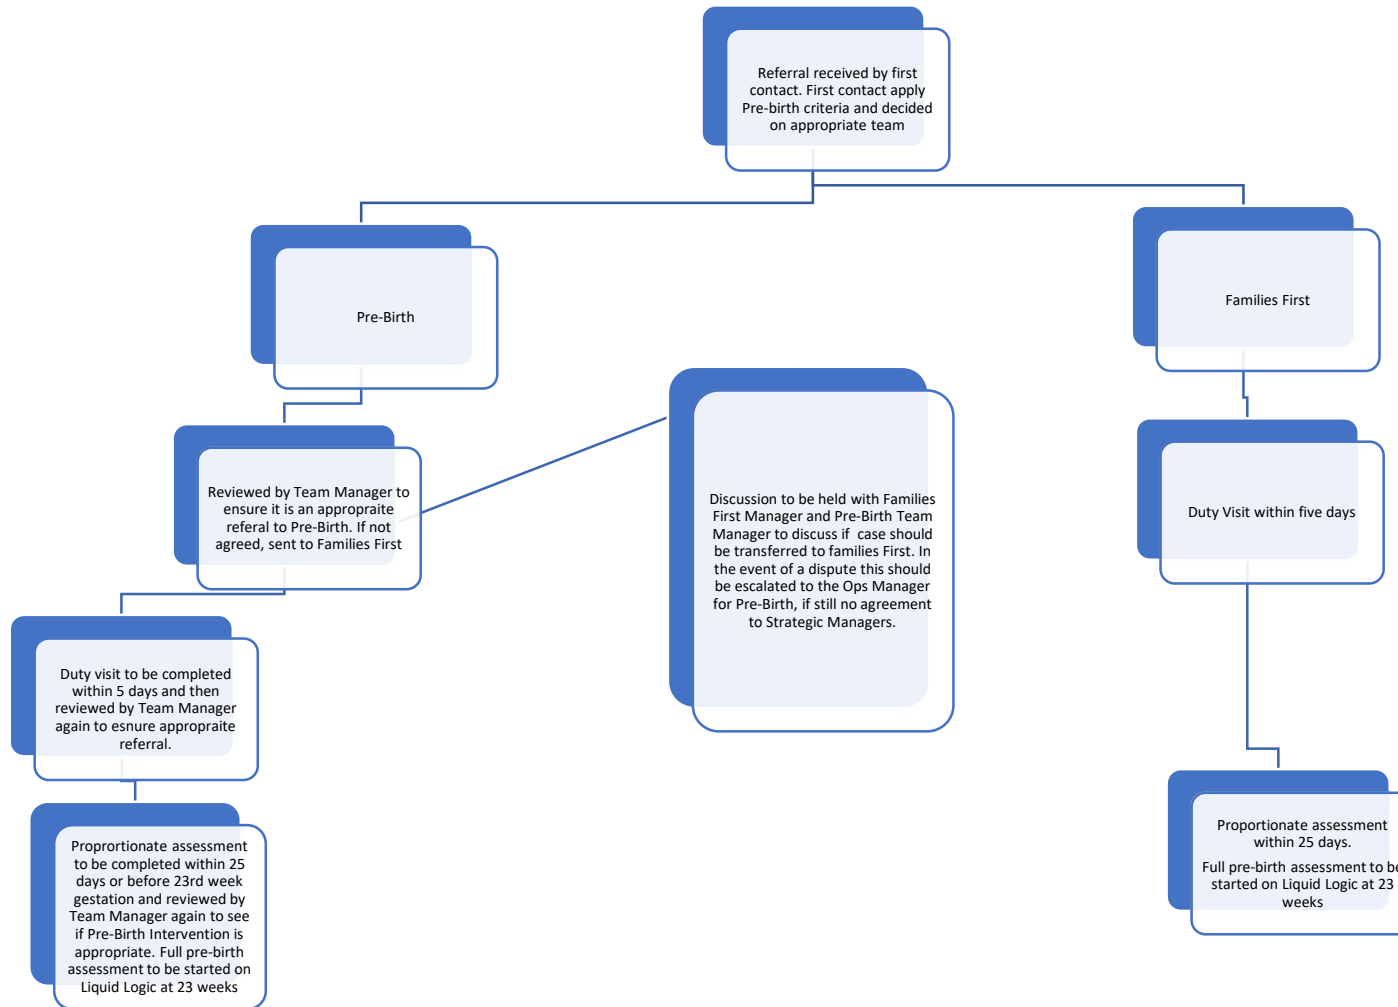 Referral received by first
contact. First contact apply
Pre-birth criteria and decided
on appropriate team
Pre-Birth
Families First
Reviewed by Team Manager to
ensure it is an appropraite
referal to Pre-Birth. If not
agreed, sent to Families First
Discussion to be held with Families
First Manager and Pre-Birth Team
Manager to discuss if case should
be transferred to families First. In
the event of a dispute this should
be escalated to the Ops Manager
for Pre-Birth, if still no agreement
to Strategic Managers.
Duty Visit within five days
Duty visit to be completed
within 5 days and then
reviewed by Team Manager
again to esnure appropraite
referral.
Proprortionate assessment
to be completed within 25
days or before 23rd week
gestation and reviewed by
Team Manager again to see
if Pre-Birth Intervention is
appropriate. Full pre-birth
assessment to be started on
Liquid Logic at 23 weeks
Proportionate assessment
within 25 days.
Full pre-birth assessment to be
started on Liquid Logic at 23
weeks